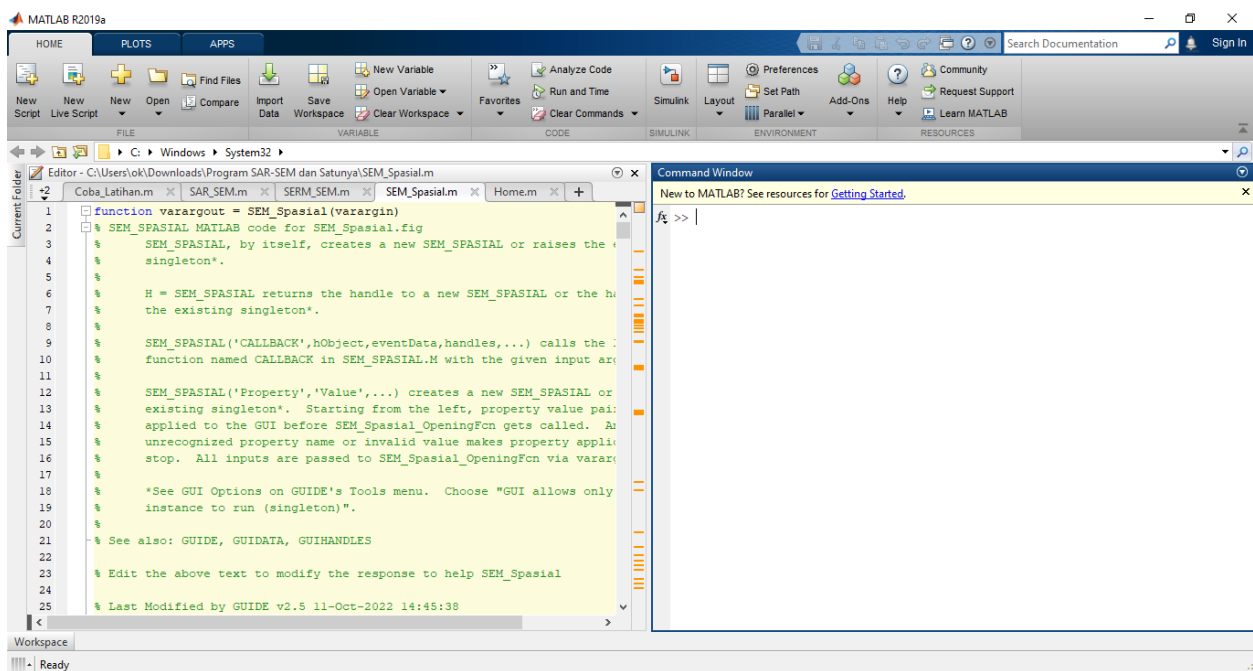 MATLAB R2019a
HOME PLOTS APPS
Search Documentation Sign In
New Script
New Live Script
New
Open
Find Files
Compare
Import Data
Save Workspace
New Variable
Open Variable
Clear Workspace
Favorites
Analyze Code
Run and Time
Clear Commands
Simulink
Layout
Preferences
Set Path
Parallel
Add-Ons
Help
Community
Request Support
Learn MATLAB
FILE VARIABLE CODE SIMULINK ENVIRONMENT RESOURCES
C: Windows System32
Current Folder
Editor - C:\Users\ok\Downloads\Program SAR-SEM dan Satunya\SEM_Spasial.m
+2 Coba_Latihan.m SAR_SEM.m SERM_SEM.m SEM_Spasial.m Home.m +
1 function varargout = SEM_Spasial(varargin)
2 % SEM_SPASIAL MATLAB code for SEM_Spasial.fig
3 % SEM_SPASIAL, by itself, creates a new SEM_SPASIAL or raises the
4 % singleton*.
5 %
6 % H = SEM_SPASIAL returns the handle to a new SEM_SPASIAL or the
7 % the existing singleton*.
8 %
9 % SEM_SPASIAL('CALLBACK',hObject,eventData,handles,...) calls the
10 % function named CALLBACK in SEM_SPASIAL.M with the given input
11 %
12 % SEM_SPASIAL('Property','Value',...) creates a new SEM_SPASIAL or
13 % existing singleton*. Starting from the left, property value
14 % applied to the GUI before SEM_Spasial_OpeningFcn gets called.
15 % unrecognized property name or invalid value makes property
16 % stop. All inputs are passed to SEM_Spasial_OpeningFcn via
17 %
18 % *See GUI Options on GUIDE's Tools menu. Choose "GUI allows only
19 % instance to run (singleton)".
20 %
21 % See also: GUIDE, GUIDATA, GUIHANDLES
22
23 % Edit the above text to modify the response to help SEM_Spasial
24
25 % Last Modified by GUIDE v2.5 11-Oct-2022 14:45:38
Command Window
New to MATLAB? See resources for Getting Started.
fx >>
Workspace
Ready